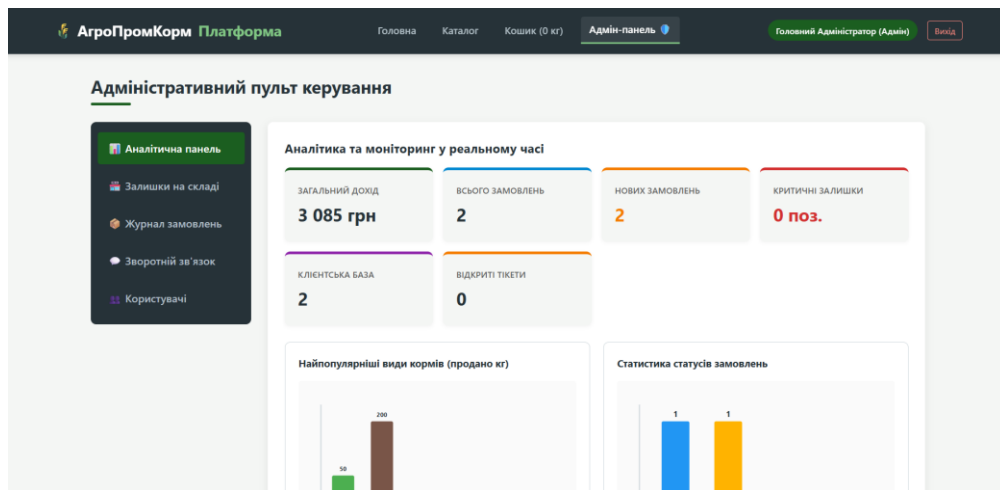 АгроПромКорм Платформа
Головна
Каталог
Кошик (0 кг)
Адмін-панель
Головний Адміністратор (Адмін)
Вихід
Адміністративний пульт керування
Аналітична панель
Залишки на складі
Журнал замовлень
Зворотній зв'язок
Користувачі
Аналітика та моніторинг у реальному часі
ЗАГАЛЬНИЙ ДОХІД
3 085 грн
ВСЬОГО ЗАМОВЛЕНЬ
2
НОВИХ ЗАМОВЛЕНЬ
2
КРИТИЧНІ ЗАЛИШКИ
0 поз.
КЛІЄНТСЬКА БАЗА
2
ВІДКРИТІ ТІКЕТИ
0
Найпопулярніші види кормів (продано кг)
50
200
Статистика статусів замовлень
1
1